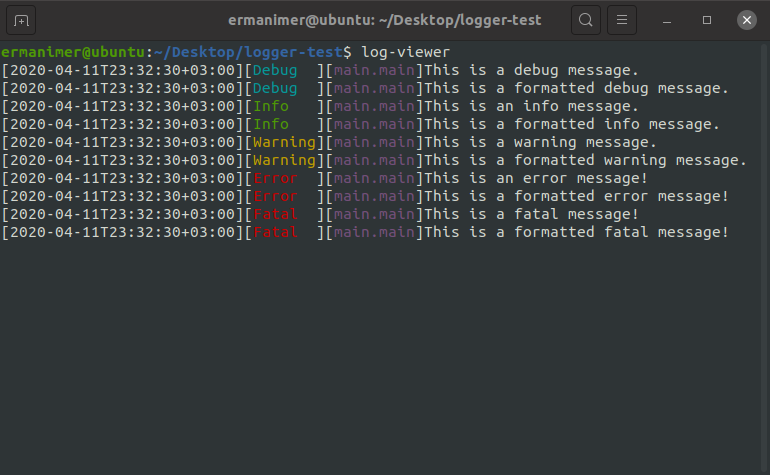 ermanimer@ubuntu: ~/Desktop/logger-test
ermanimer@ubuntu:~/Desktop/logger-test$ log-viewer
[2020-04-11T23:32:30+03:00][Debug  ][main.main]This is a debug message.
[2020-04-11T23:32:30+03:00][Debug  ][main.main]This is a formatted debug message.
[2020-04-11T23:32:30+03:00][Info   ][main.main]This is an info message.
[2020-04-11T23:32:30+03:00][Info   ][main.main]This is a formatted info message.
[2020-04-11T23:32:30+03:00][Warning][main.main]This is a warning message.
[2020-04-11T23:32:30+03:00][Warning][main.main]This is a formatted warning message.
[2020-04-11T23:32:30+03:00][Error  ][main.main]This is an error message!
[2020-04-11T23:32:30+03:00][Error  ][main.main]This is a formatted error message!
[2020-04-11T23:32:30+03:00][Fatal  ][main.main]This is a fatal message!
[2020-04-11T23:32:30+03:00][Fatal  ][main.main]This is a formatted fatal message!